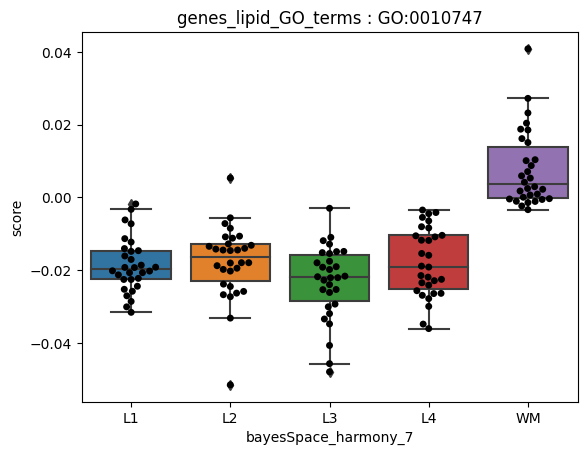 genes_lipid_GO_terms : GO:0010747
0.04
0.02
0.00
−0.02
−0.04
score
L1 L2 L3 L4 WM
bayesSpace_harmony_7